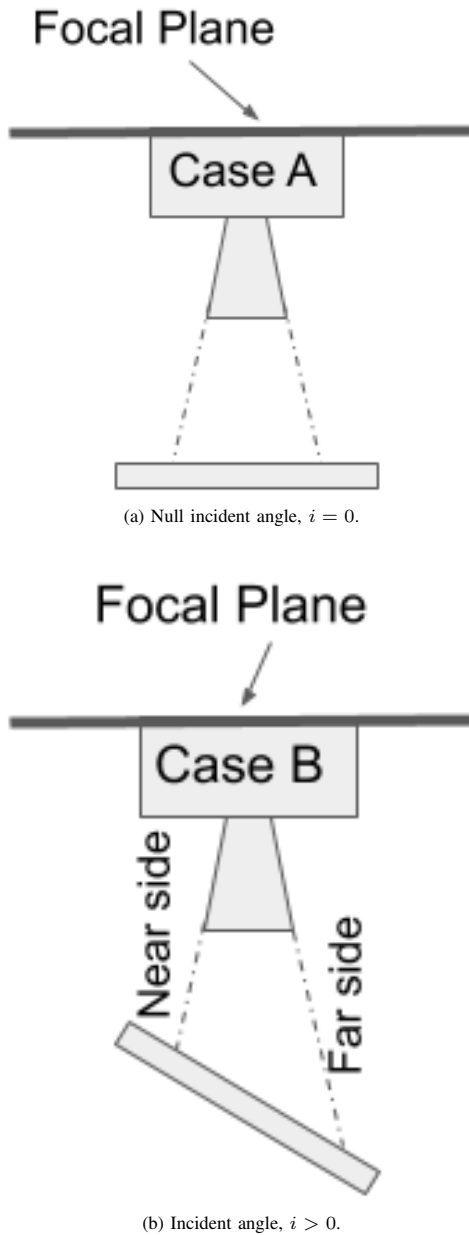 Focal Plane
Case A
(a) Null incident angle, i = 0.
Focal Plane
Case B
Near side
Far side
(b) Incident angle, i > 0.